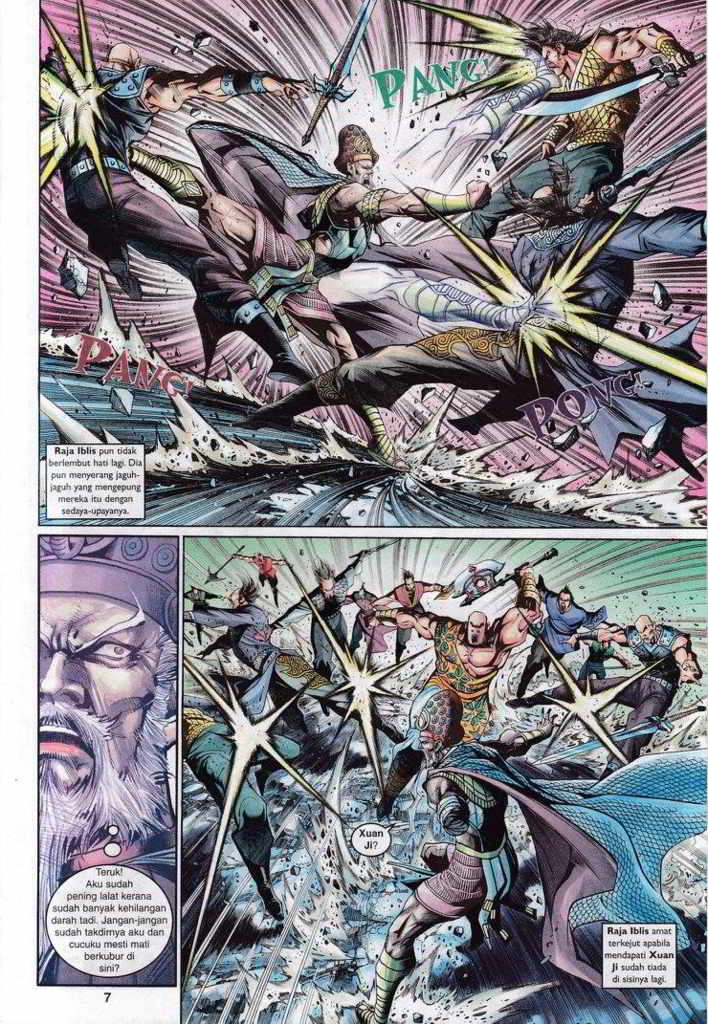 PANG!
PANG!
PONG!
Raja Iblis pun tidak
berlembut hati lagi. Dia
pun menyerang jaguh-
jaguh yang mengepung
mereka itu dengan
sedaya-upayanya.
Teruk!
Aku sudah
pening lalat kerana
sudah banyak kehilangan
darah tadi. Jangan-jangan
sudah takdirnya aku dan
cucuku mesti mati
berkubur di
sini?
Xuan
Ji?
Raja Iblis amat
terkejut apabila
mendapati Xuan
Ji sudah tiada
di sisinya lagi.
7